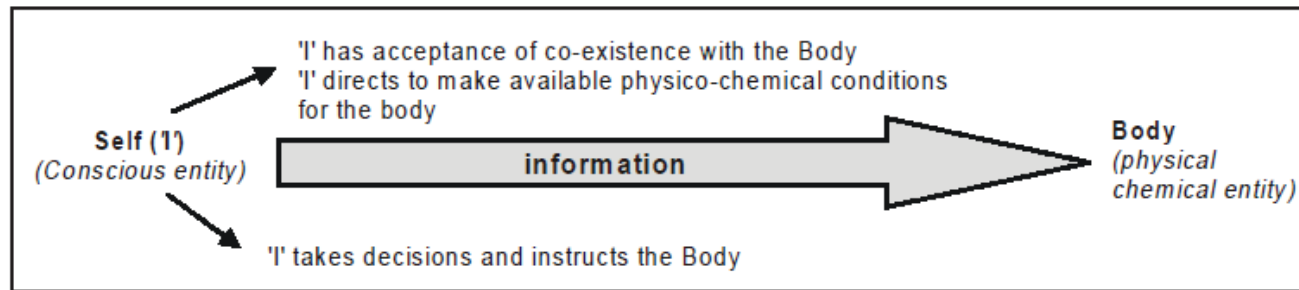 'I' has acceptance of co-existence with the Body
'I' directs to make available physico-chemical conditions
for the body
Self ('I')
(Conscious entity)
information
Body
(physical
chemical entity)
'I' takes decisions and instructs the Body